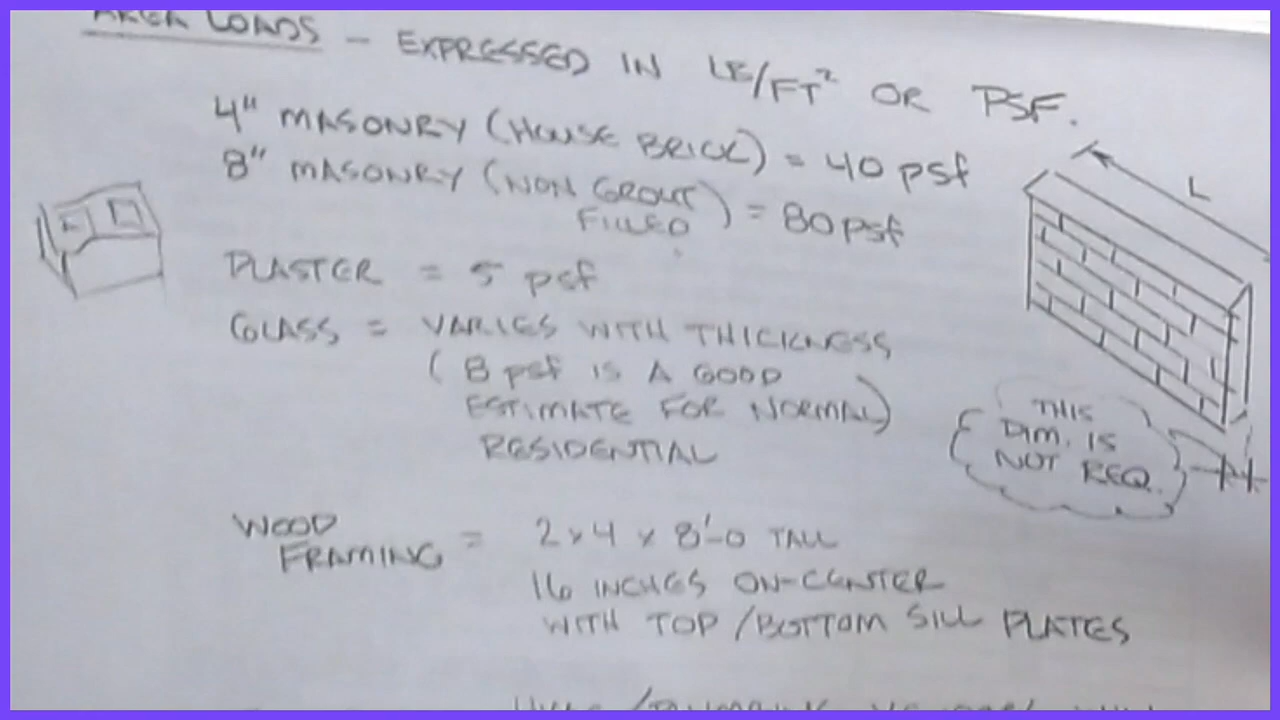 AREA LOADS - EXPRESSED IN LB/FT² OR PSF.
4" MASONRY (HOUSE BRICK) = 40 psf
8" MASONRY (NON GROUT FILLED) = 80 psf
L
PLASTER = 5 psf
GLASS = VARIES WITH THICKNESS
(8 psf IS A GOOD
ESTIMATE FOR NORMAL)
RESIDENTIAL
THIS
DIM. IS
NOT REQ.
WOOD
FRAMING = 2x4 x 8'-0 TALL
16 INCHES ON-CENTER
WITH TOP/BOTTOM SILL PLATES